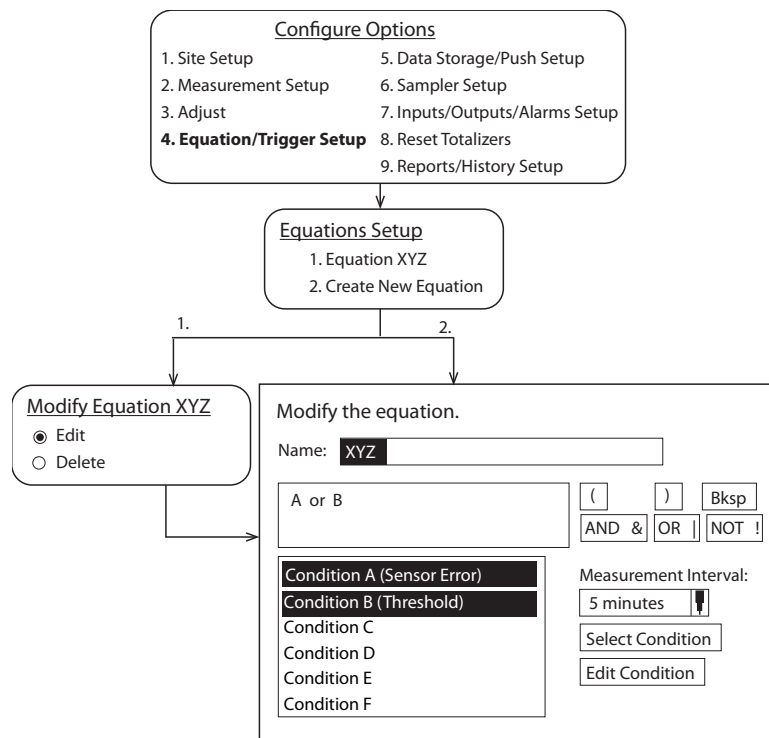 Configure Options
1. Site Setup
2. Measurement Setup
3. Adjust
4. Equation/Trigger Setup
5. Data Storage/Push Setup
6. Sampler Setup
7. Inputs/Outputs/Alarms Setup
8. Reset Totalizers
9. Reports/History Setup
Equations Setup
1. Equation XYZ
2. Create New Equation
1.
2.
Modify Equation XYZ
Edit
Delete
Modify the equation.
Name: XYZ
A or B
( ) Bksp
AND & OR | NOT !
Condition A (Sensor Error)
Condition B (Threshold)
Condition C
Condition D
Condition E
Condition F
Measurement Interval:
5 minutes
Select Condition
Edit Condition